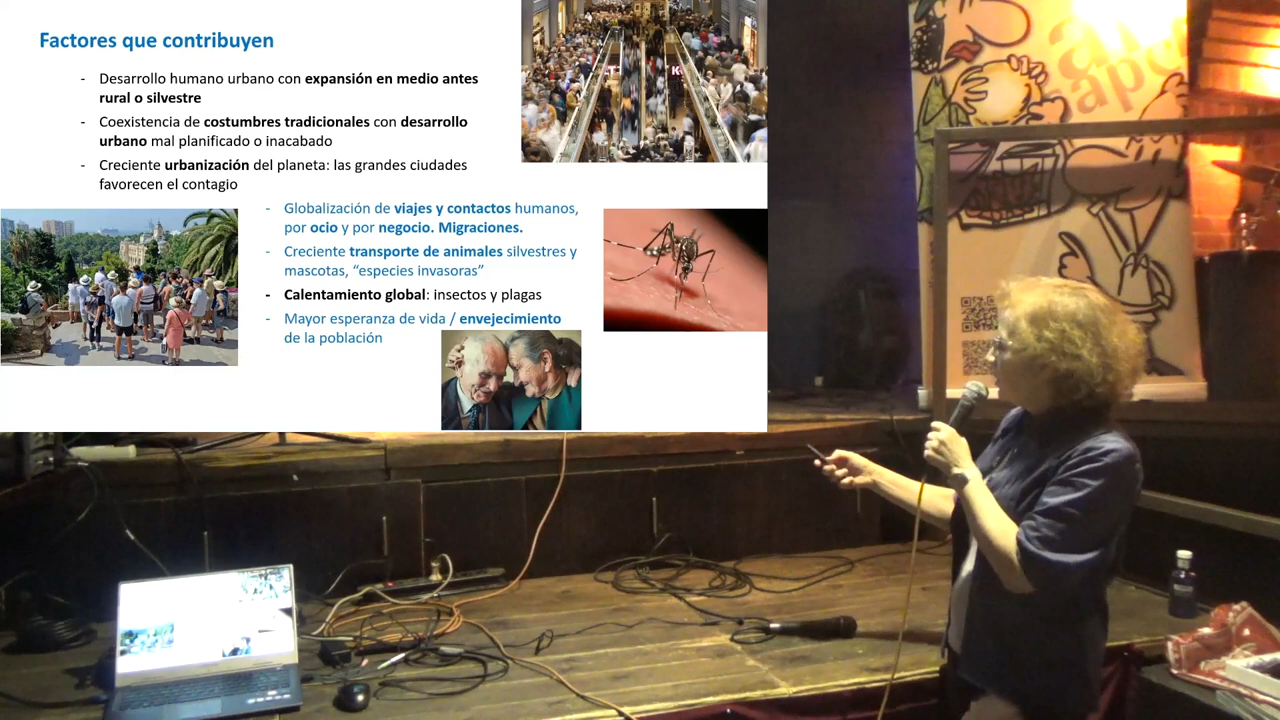 Factores que contribuyen
- Desarrollo humano urbano con expansión en medio antes
rural o silvestre
- Coexistencia de costumbres tradicionales con desarrollo
urbano mal planificado o inacabado
- Creciente urbanización del planeta: las grandes ciudades
favorecen el contagio
- Globalización de viajes y contactos humanos,
por ocio y por negocio. Migraciones.
- Creciente transporte de animales silvestres y
mascotas, “especies invasoras”
- Calentamiento global: insectos y plagas
- Mayor esperanza de vida / envejecimiento
de la población